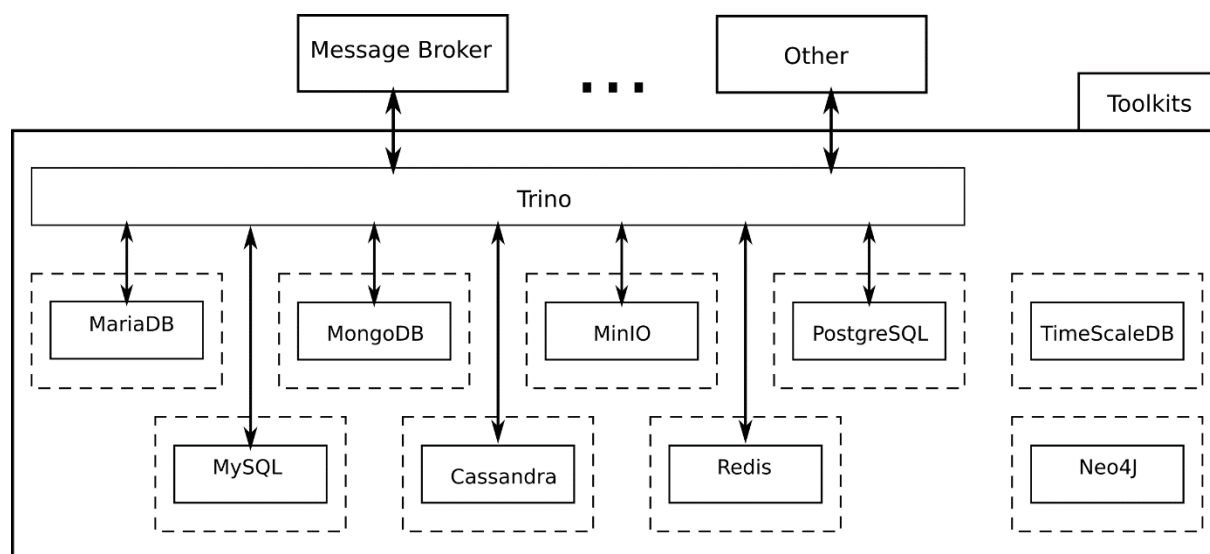 Message Broker
...
Other
Toolkits
Trino
MariaDB
MongoDB
MinIO
PostgreSQL
TimeScaleDB
MySQL
Cassandra
Redis
Neo4J